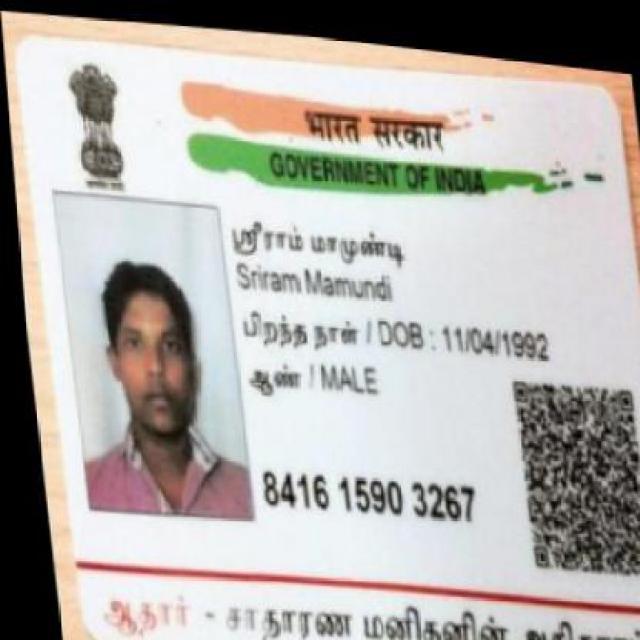 भारत सरकार
GOVERNMENT OF INDIA
ஸ்ரீராம் மாமுண்டி
Sriram Mamundi
பிறந்த நாள் / DOB : 11/04/1992
ஆண் / MALE
8416 1590 3267
ஆதார் - சாதாரண மனிதனின்